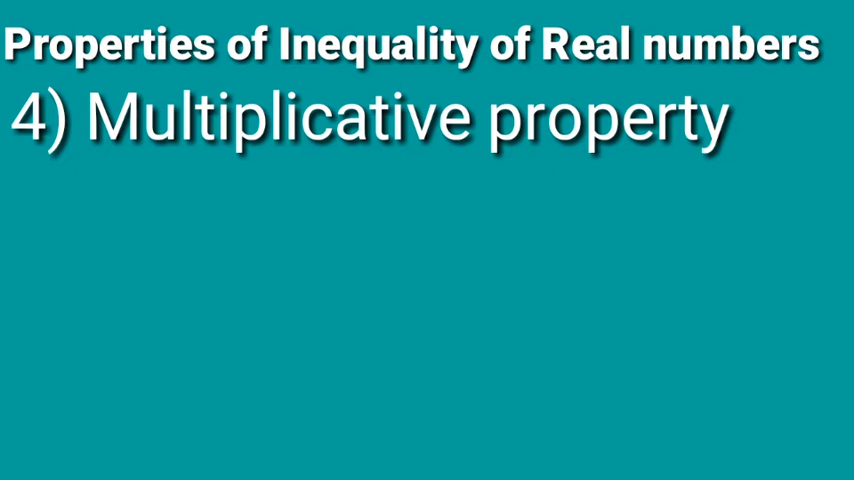 Properties of Inequality of Real numbers
4) Multiplicative property